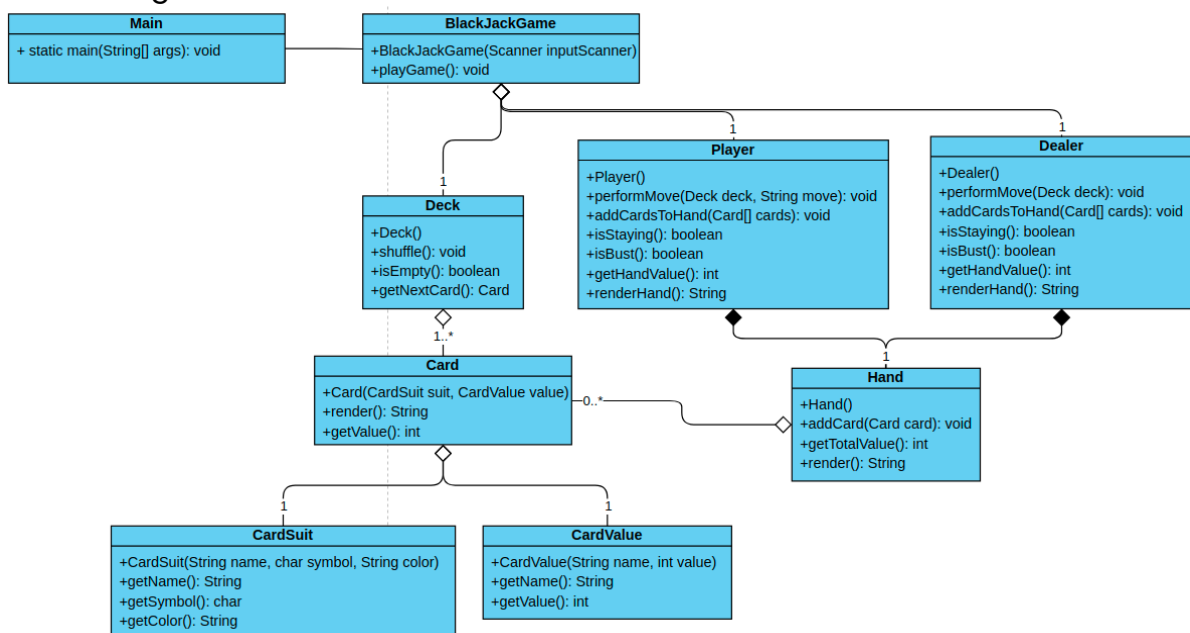 Main
+ static main(String[] args): void
BlackJackGame
+BlackJackGame(Scanner inputScanner)
+playGame(): void
1
1
1
Player
+Player()
+performMove(Deck deck, String move): void
+addCardsToHand(Card[] cards): void
+isStaying(): boolean
+isBust(): boolean
+getHandValue(): int
+renderHand(): String
Dealer
+Dealer()
+performMove(Deck deck): void
+addCardsToHand(Card[] cards): void
+isStaying(): boolean
+isBust(): boolean
+getHandValue(): int
+renderHand(): String
Deck
+Deck()
+shuffle(): void
+isEmpty(): boolean
+getNextCard(): Card
1..*
1
Card
+Card(CardSuit suit, CardValue value)
+render(): String
+getValue(): int
0..*
Hand
+Hand()
+addCard(Card card): void
+getTotalValue(): int
+render(): String
1
1
CardSuit
+CardSuit(String name, char symbol, String color)
+getName(): String
+getSymbol(): char
+getColor(): String
CardValue
+CardValue(String name, int value)
+getName(): String
+getValue(): int